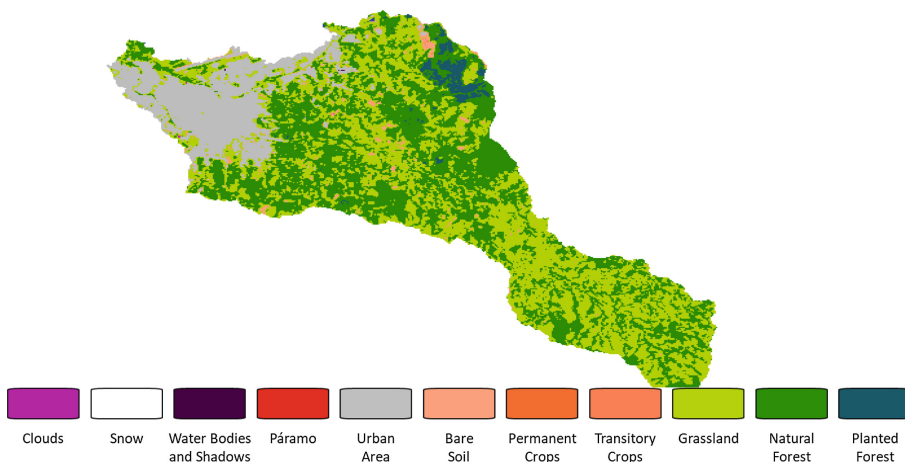 Clouds
Snow
Water Bodies
and Shadows
Páramo
Urban
Area
Bare
Soil
Permanent
Crops
Transitory
Crops
Grassland
Natural
Forest
Planted
Forest